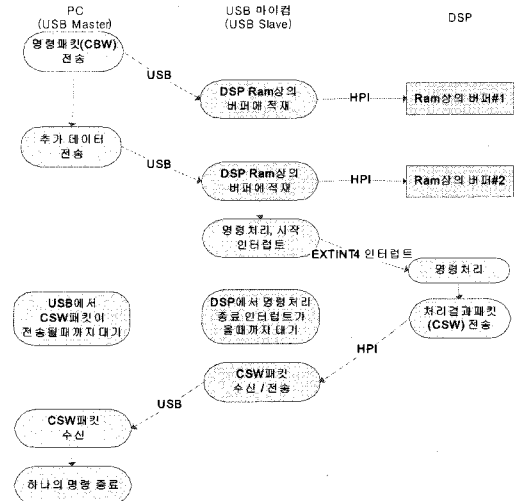 PC
(USB Master)
USB 마이컴
(USB Slave)
DSP
명령패킷(CBW)
전송
USB
DSP Ram상의
버퍼에 적재
HPI
Ram상의 버퍼#1
추가 데이터
전송
USB
DSP Ram상의
버퍼에 적재
HPI
Ram상의 버퍼#2
명령처리, 시작
인터럽트
EXTINT4 인터럽트
명령처리
USB에서
CSW패킷이
전송될때까지 대기
DSP에서 명령처리
종료 인터럽트가
올때까지 대기
처리결과패킷
(CSW) 전송
HPI
CSW패킷
수신 / 전송
USB
CSW패킷
수신
하나의 명령 종료